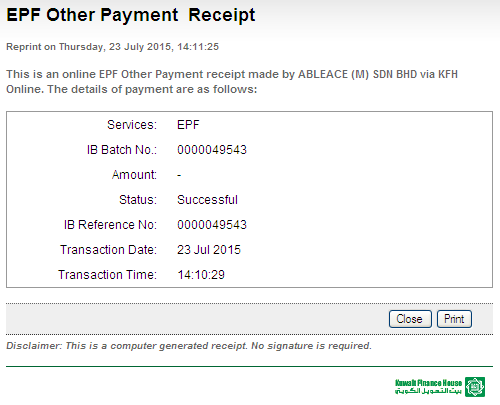 EPF Other Payment Receipt
Reprint on Thursday, 23 July 2015, 14:11:25
This is an online EPF Other Payment receipt made by ABLEACE (M) SDN BHD via KFH
Online. The details of payment are as follows:
Services: EPF
IB Batch No.: 0000049543
Amount: -
Status: Successful
IB Reference No: 0000049543
Transaction Date: 23 Jul 2015
Transaction Time: 14:10:29
Close Print
Disclaimer: This is a computer generated receipt. No signature is required.
Kuwait Finance House
بيت التمويل الكويتي